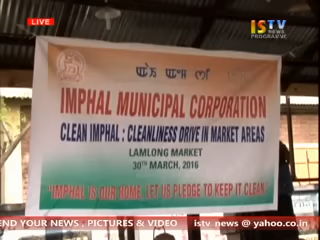 LIVE
ISTV
NEWS
PROGRAMME
IMPHAL MUNICIPAL CORPORATION
CLEAN IMPHAL : CLEANLINESS DRIVE IN MARKET AREAS
LAMLONG MARKET
30TH MARCH, 2016
"IMPHAL IS OUR HOME, LET US PLEDGE TO KEEP IT CLEAN"
END YOUR NEWS , PICTURES & VIDEO istv news @ yahoo.co.in